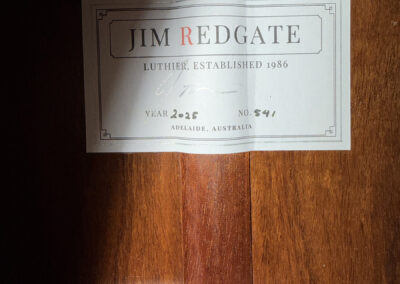 JIM REDGATE
LUTHIER, ESTABLISHED 1986
YEAR 2025 NO. 541
ADELAIDE, AUSTRALIA